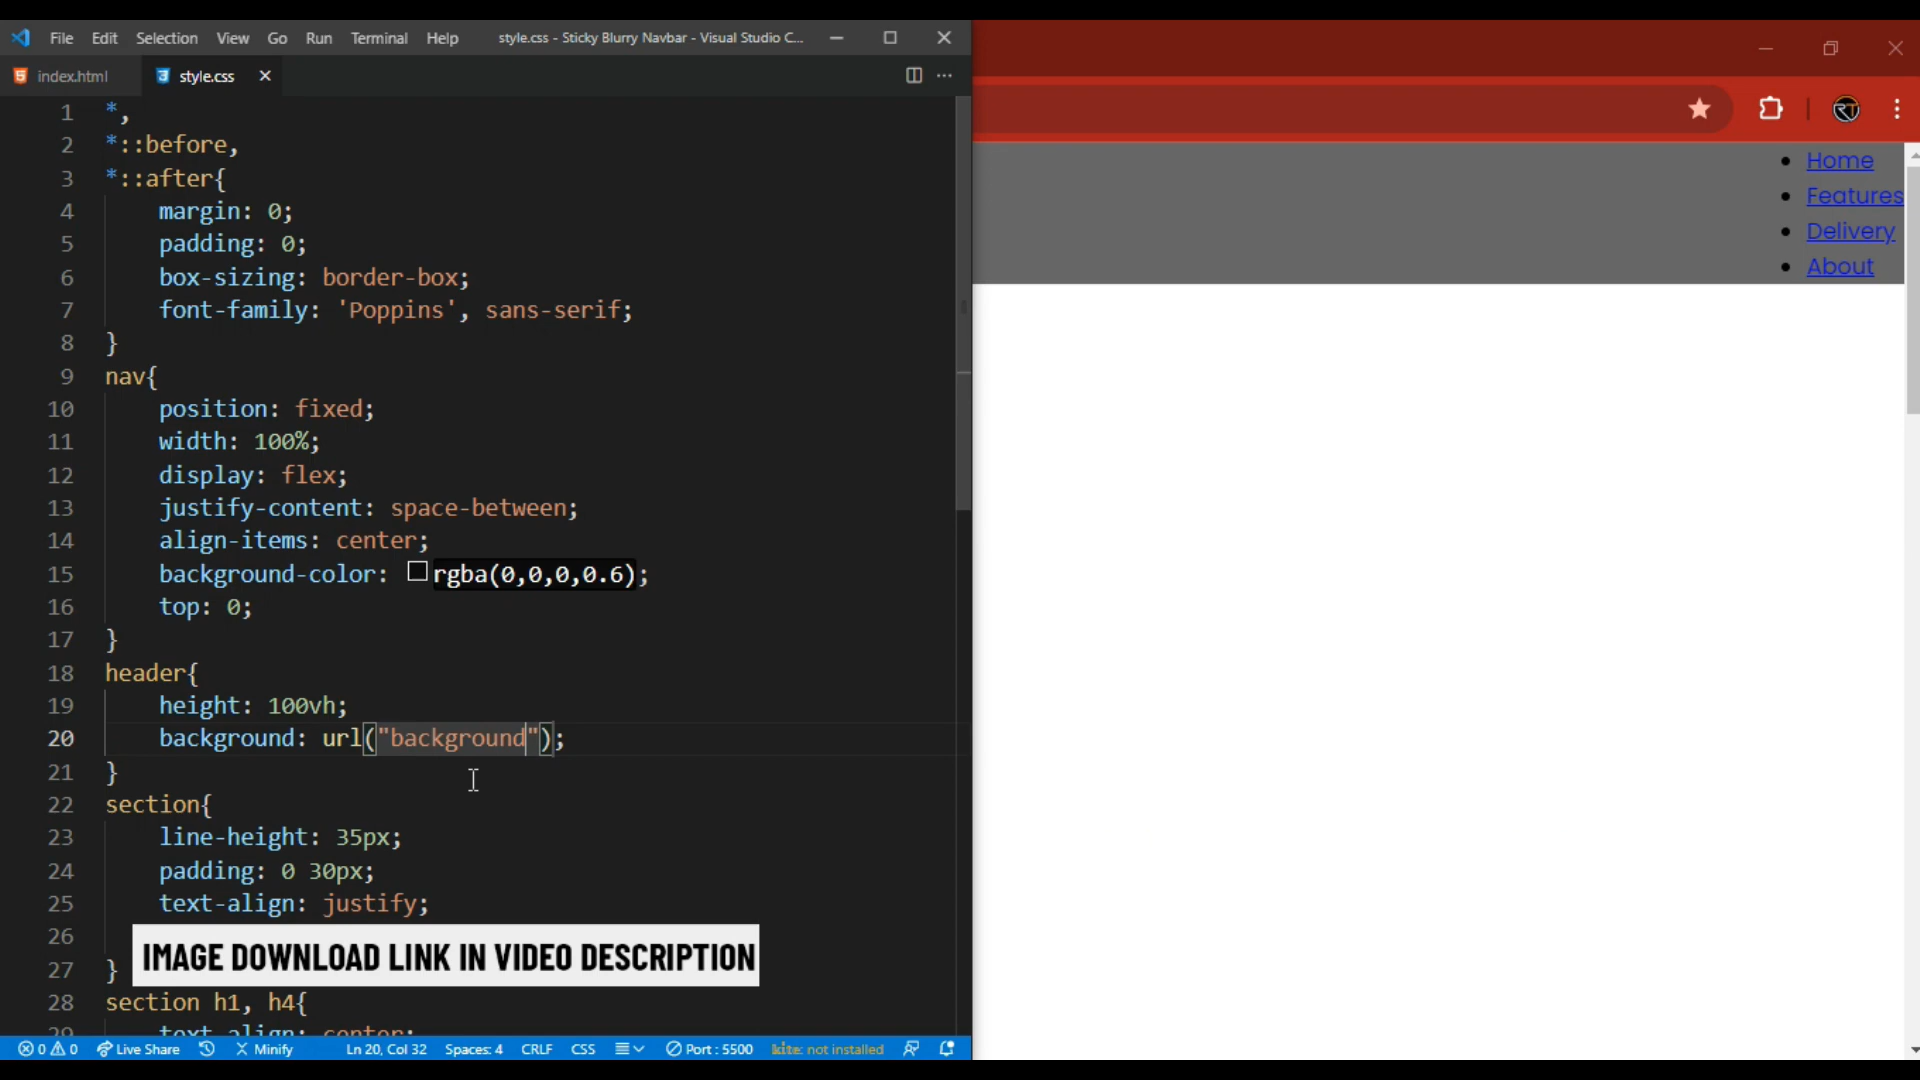 File Edit Selection View Go Run Terminal Help style.css - Sticky Blurry Navbar - Visual Studio C...
index.html style.css
1 *,
2 *::before,
3 *::after{
4 margin: 0;
5 padding: 0;
6 box-sizing: border-box;
7 font-family: 'Poppins', sans-serif;
8 }
9 nav{
10 position: fixed;
11 width: 100%;
12 display: flex;
13 justify-content: space-between;
14 align-items: center;
15 background-color: rgba(0,0,0,0.6);
16 top: 0;
17 }
18 header{
19 height: 100vh;
20 background: url("background");
21 }
22 section{
23 line-height: 35px;
24 padding: 0 30px;
25 text-align: justify;
26
27 }
28 section h1, h4{
29 text-align: center;
IMAGE DOWNLOAD LINK IN VIDEO DESCRIPTION
0 0 Live Share Minify Ln 20, Col 32 Spaces: 4 CRLF CSS Port : 5500 kite: not installed
RT
Home
Features
Delivery
About